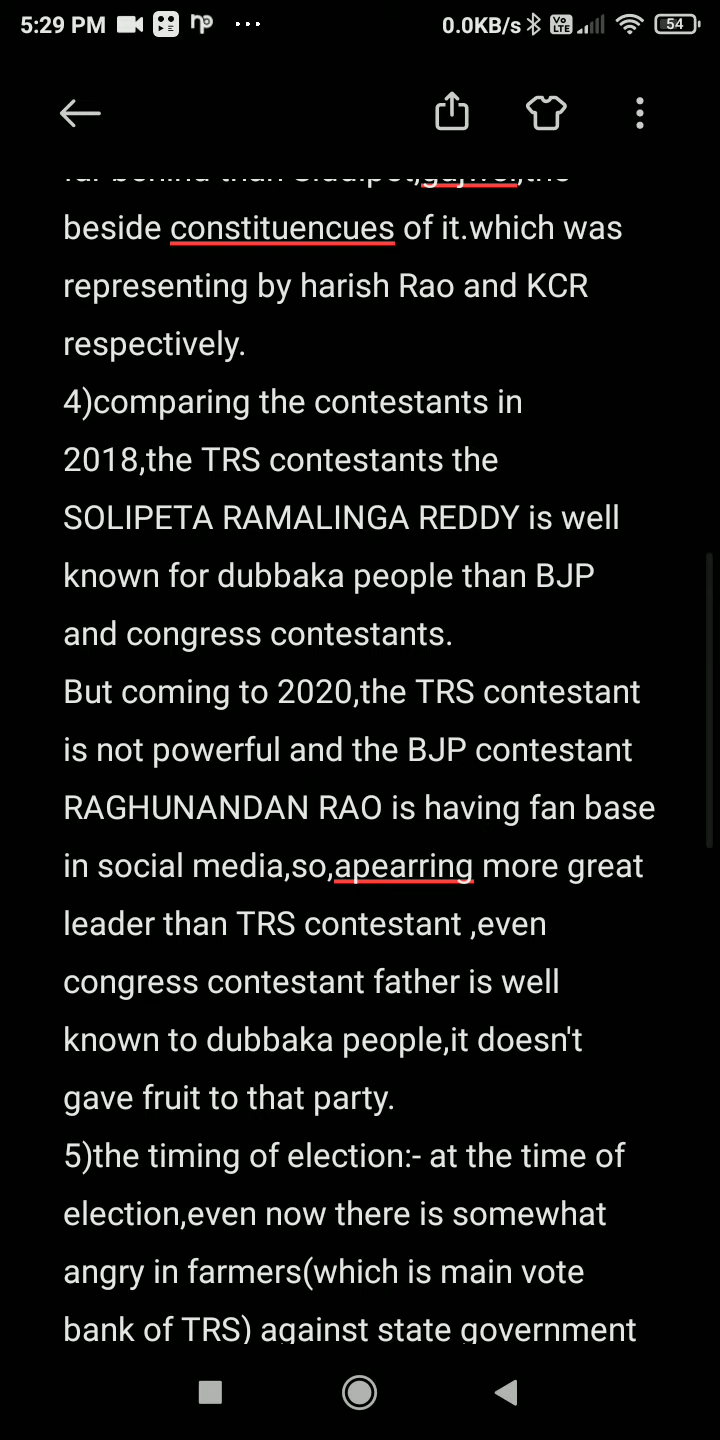 5:29 PM ... 0.0KB/s Vo LTE 54
beside constituencues of it.which was
representing by harish Rao and KCR
respectively.
4)comparing the contestants in
2018,the TRS contestants the
SOLIPETA RAMALINGA REDDY is well
known for dubbaka people than BJP
and congress contestants.
But coming to 2020,the TRS contestant
is not powerful and the BJP contestant
RAGHUNANDAN RAO is having fan base
in social media,so,apearring more great
leader than TRS contestant ,even
congress contestant father is well
known to dubbaka people,it doesn't
gave fruit to that party.
5)the timing of election:- at the time of
election,even now there is somewhat
angry in farmers(which is main vote
bank of TRS) against state government